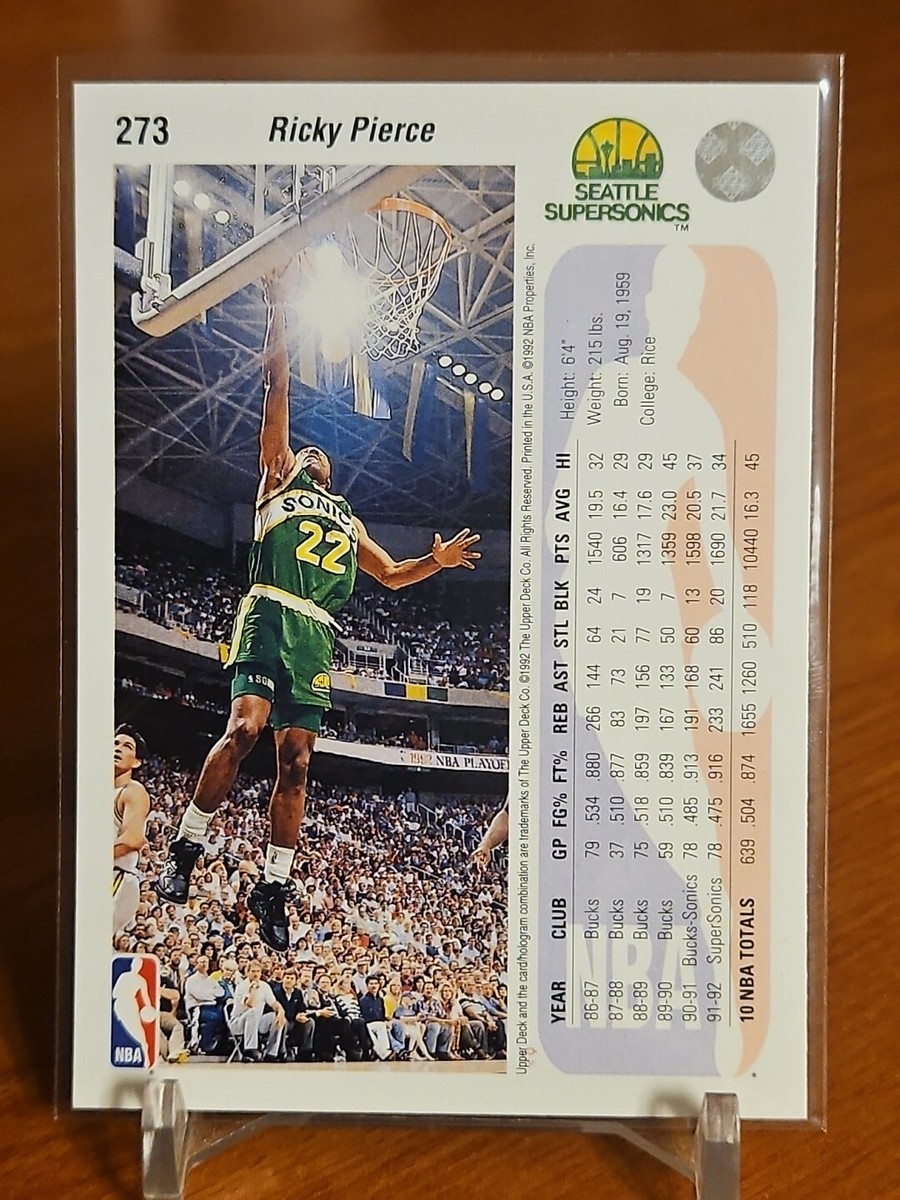 273
Ricky Pierce
SEATTLE
SUPERSONICS
TM
SONIC
22
1992 NBA PLAYOF
NBA
Upper Deck and the card/hologram combination are trademarks of The Upper Deck Co. ©1992 The Upper Deck Co. All Rights Reserved. Printed in the U.S.A. ©1992 NBA Properties, Inc.
Height: 6'4"
Weight: 215 lbs.
Born: Aug. 19, 1959
College: Rice
YEAR CLUB GP FG% FT% REB AST STL BLK PTS AVG HI
86-87 Bucks 79 .534 .880 266 144 64 24 1540 19.5 32
87-88 Bucks 37 .510 .877 83 73 21 7 606 16.4 29
88-89 Bucks 75 .518 .859 197 156 77 19 1317 17.6 29
89-90 Bucks 59 .510 .839 167 133 50 7 1359 23.0 45
90-91 Bucks-Sonics 78 .485 .913 191 168 60 13 1598 20.5 37
91-92 SuperSonics 78 .475 .916 233 241 86 20 1690 21.7 34
10 NBA TOTALS 639 .504 .874 1655 1260 510 118 10440 16.3 45
NBA